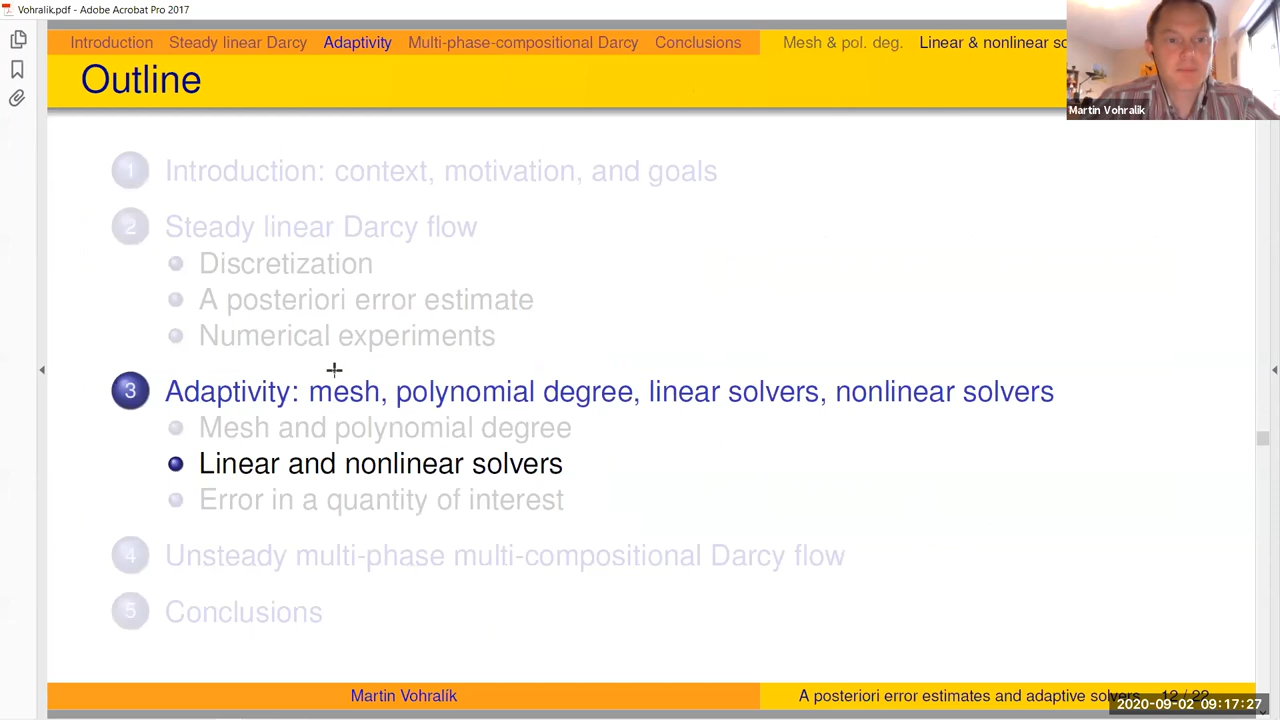 Vohralik.pdf - Adobe Acrobat Pro 2017
Introduction Steady linear Darcy Adaptivity Multi-phase-compositional Darcy Conclusions Mesh & pol. deg. Linear & nonlinear
Outline
Martin Vohralik
1 Introduction: context, motivation, and goals
2 Steady linear Darcy flow
Discretization
A posteriori error estimate
Numerical experiments
3 Adaptivity: mesh, polynomial degree, linear solvers, nonlinear solvers
Mesh and polynomial degree
Linear and nonlinear solvers
Error in a quantity of interest
4 Unsteady multi-phase multi-compositional Darcy flow
5 Conclusions
Martin Vohralík A posteriori error estimates and adaptive solvers 12 / 22
2020-09-02 09:17:27